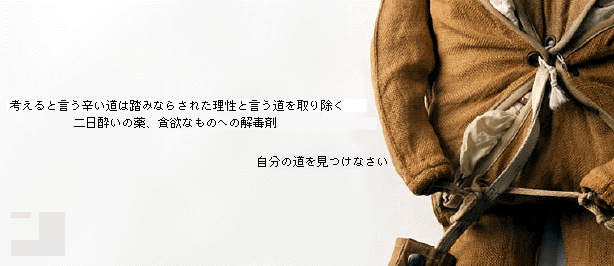 考えると言う辛い道は踏みならされた理性と言う道を取り除く
二日酔いの薬、貪欲なものへの解毒剤
自分の道を見つけなさい